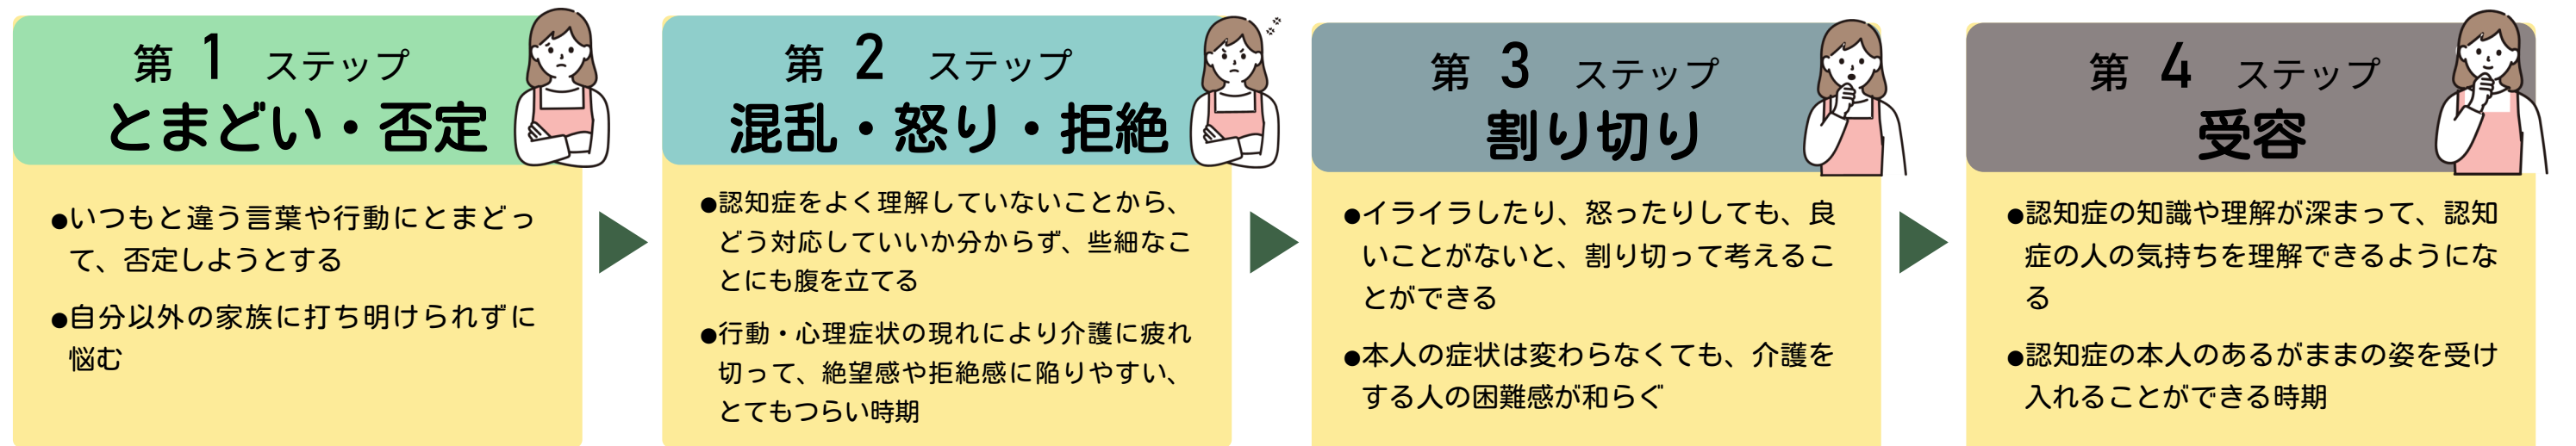 第 1 ステップ
とまどい・否定
●いつもと違う言葉や行動にとまどっ
て、否定しようとする
●自分以外の家族に打ち明けられずに
悩む
第 2 ステップ
混乱・怒り・拒絶
●認知症をよく理解していないことから、
どう対応していいか分からず、些細なこ
とにも腹を立てる
●行動・心理症状の現れにより介護に疲れ
切って、絶望感や拒絶感に陥りやすい、
とてもつらい時期
第 3 ステップ
割り切り
●イライラしたり、怒ったりしても、良
いことがないと、割り切って考えるこ
とができる
●本人の症状は変わらなくても、介護を
する人の困難感が和らぐ
第 4 ステップ
受容
●認知症の知識や理解が深まって、認知
症の人の気持ちを理解できるようにな
る
●認知症の本人のあるがままの姿を受け
入れることができる時期